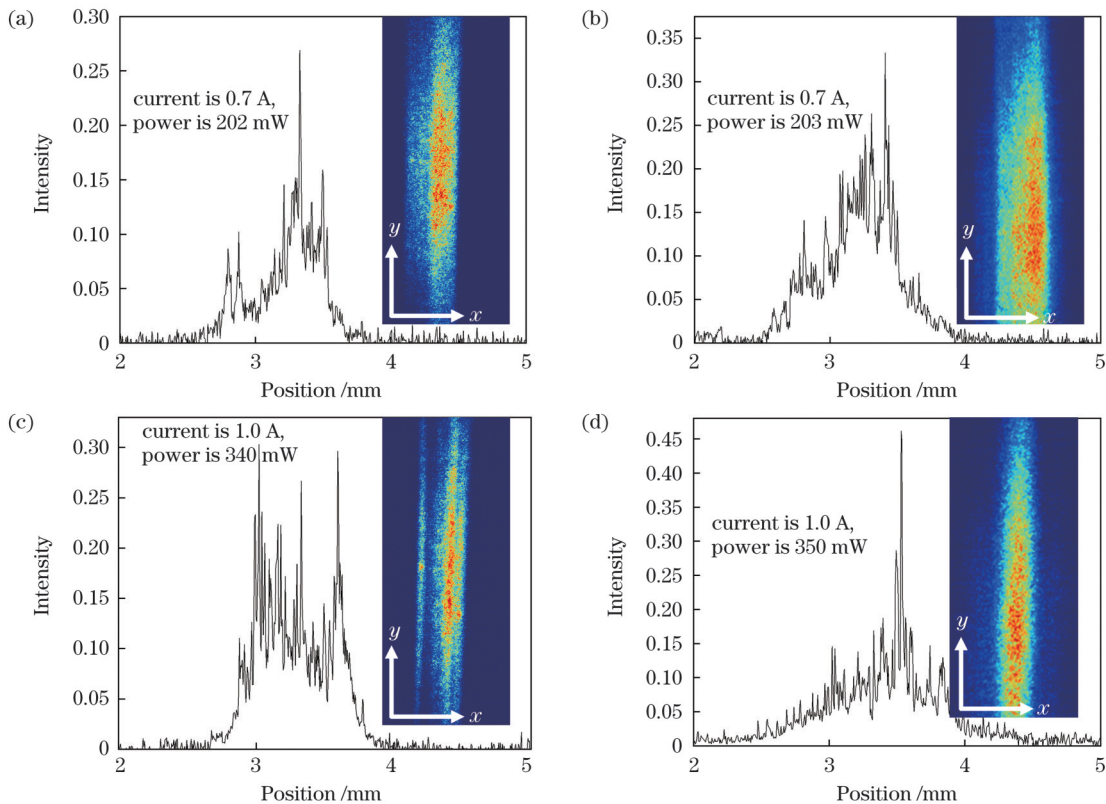 (a)
0.30
0.25
0.20
0.15
0.10
0.05
0
Intensity
current is 0.7 A,
power is 202 mW
y
x
2
3
4
5
Position /mm
(b)
0.35
0.30
0.25
0.20
0.15
0.10
0.05
0
Intensity
current is 0.7 A,
power is 203 mW
y
x
2
3
4
5
Position /mm
(c)
0.30
0.25
0.20
0.15
0.10
0.05
0
Intensity
current is 1.0 A,
power is 340 mW
y
x
2
3
4
5
Position /mm
(d)
0.45
0.40
0.35
0.30
0.25
0.20
0.15
0.10
0.05
0
Intensity
current is 1.0 A,
power is 350 mW
y
x
2
3
4
5
Position /mm